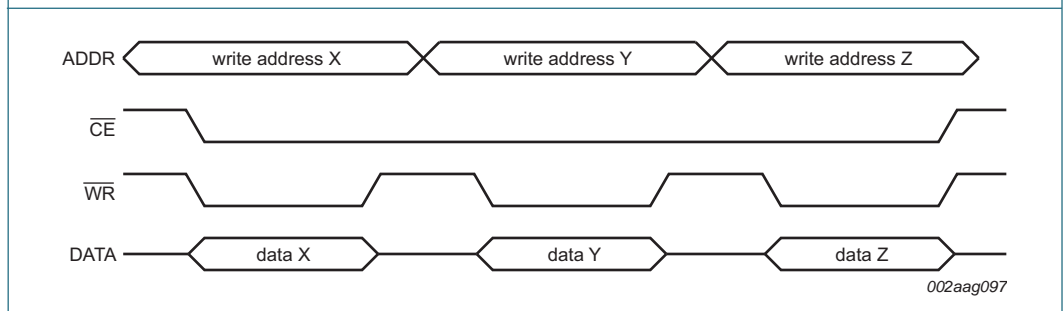 ADDR write address X write address Y write address Z
CE
WR
DATA data X data Y data Z
002aag097